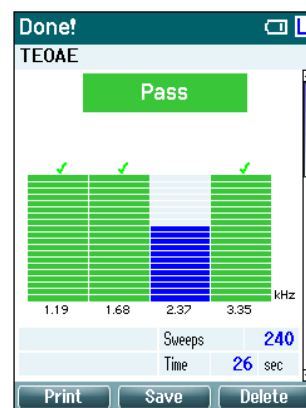 Done! L
TEOAE
Pass
kHz
1.19 1.68 2.37 3.35
Sweeps 240
Time 26 sec
Print Save Delete